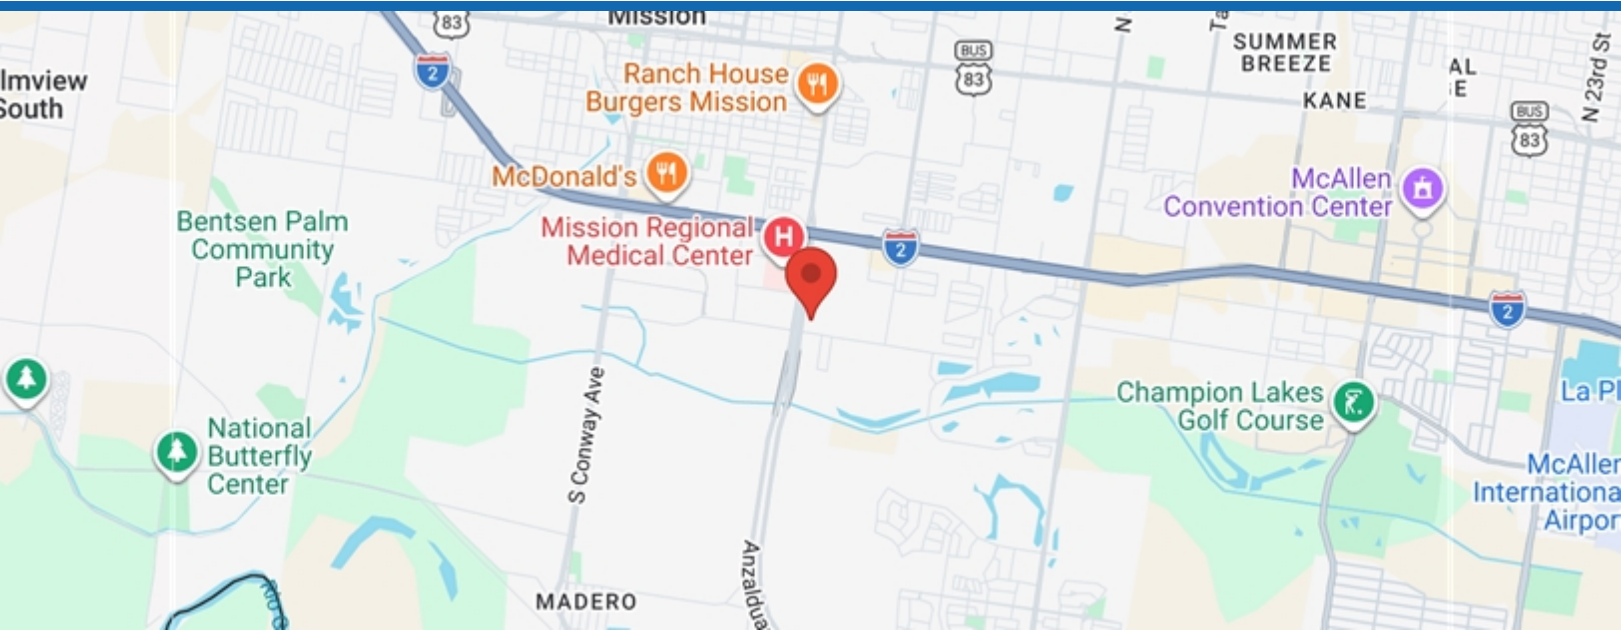 Mission
83
N
Ta
SUMMER
BREEZE
N 23rd St
2
lmview
South
Ranch House
Burgers Mission
BUS
83
AL
E
KANE
BUS
83
McDonald's
McAllen
Convention Center
Bentsen Palm
Community
Park
Mission Regional
Medical Center
H
2
2
Champion Lakes
Golf Course
La Pl
S Conway Ave
National
Butterfly
Center
McAllen
Internationa
Airpor
Anzaldua
MADERO